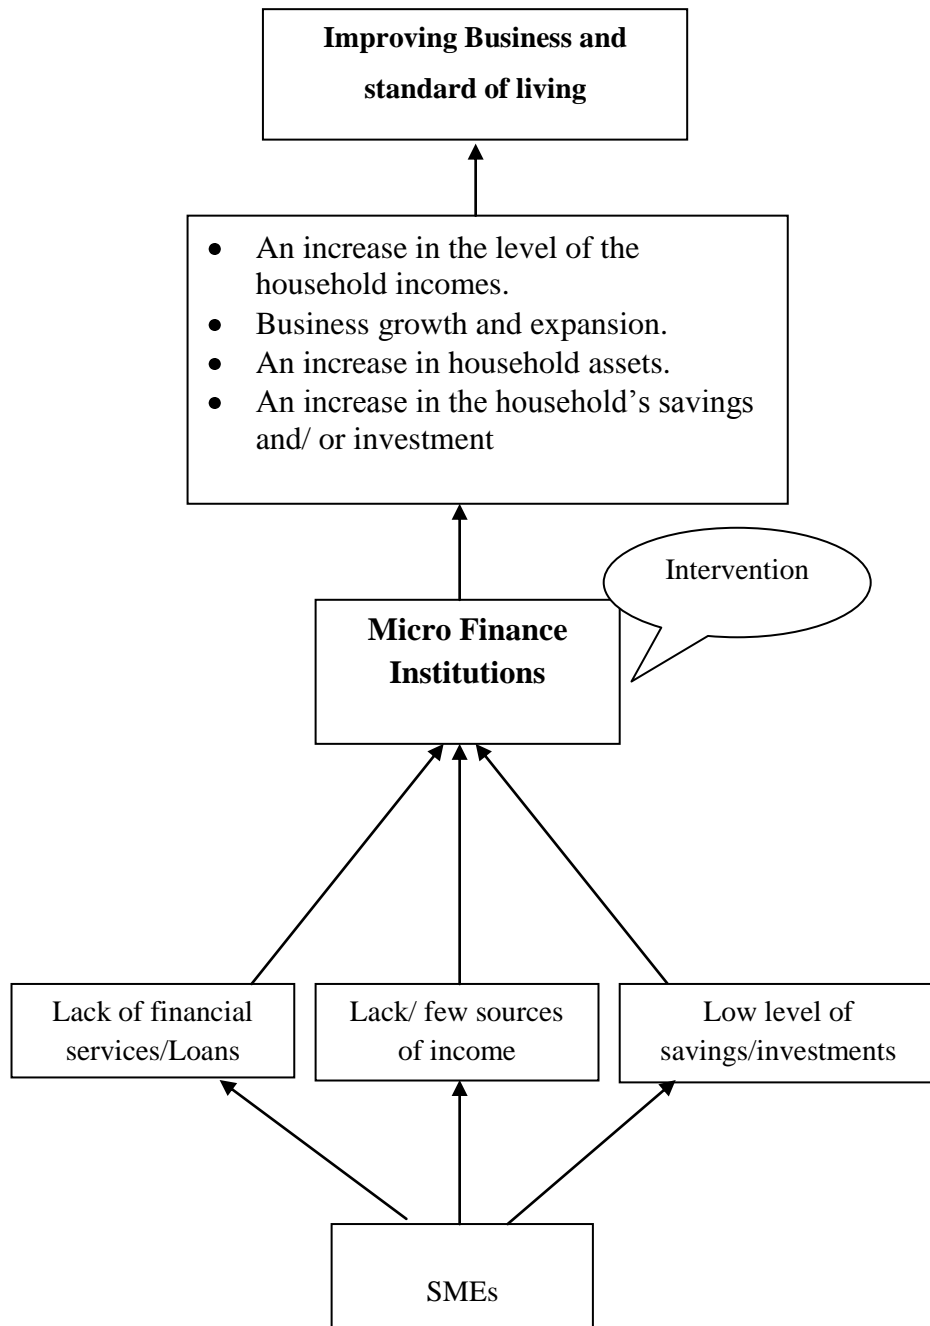 Improving Business and
standard of living
● An increase in the level of the
household incomes.
● Business growth and expansion.
● An increase in household assets.
● An increase in the household’s savings
and/ or investment
Intervention
Micro Finance
Institutions
Lack of financial
services/Loans
Lack/ few sources
of income
Low level of
savings/investments
SMEs